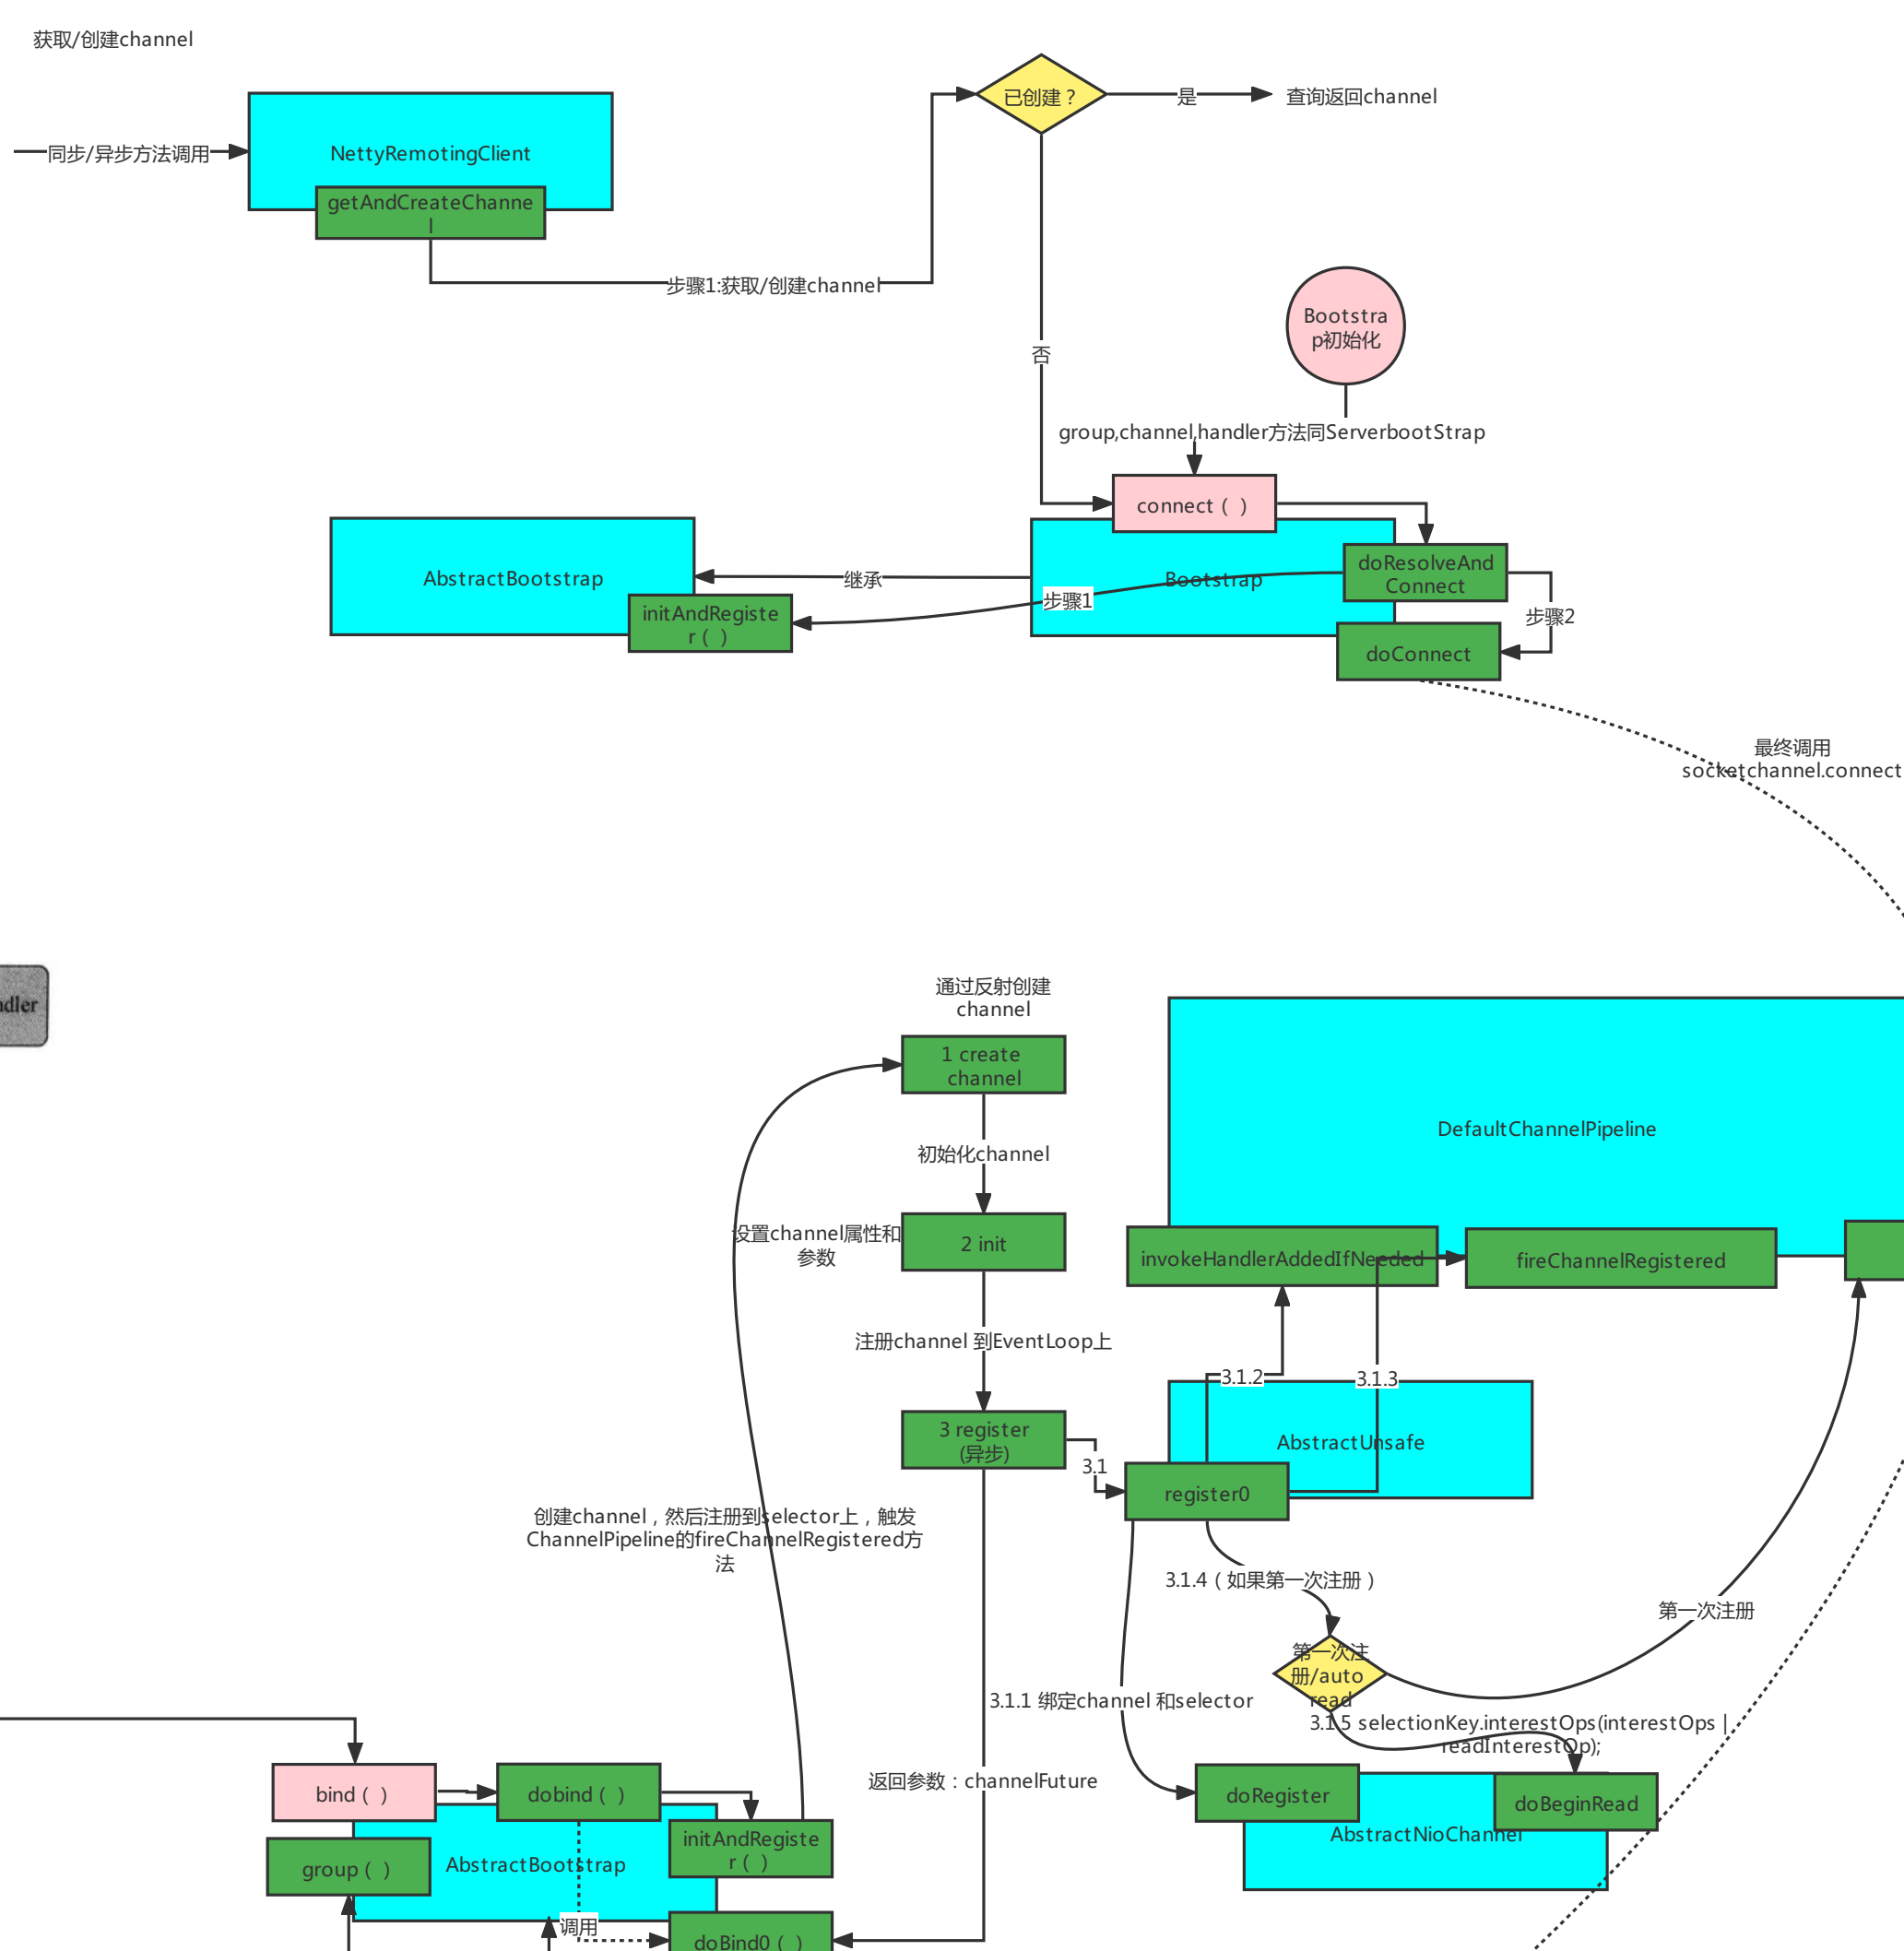 获取/创建channel
已创建？
是
查询返回channel
同步/异步方法调用
NettyRemotingClient
getAndCreateChanne
l
步骤1:获取/创建channel
Bootstra
p初始化
否
group,channel,handler方法同ServerbootStrap
connect（ ）
AbstractBootstrap
继承
Bootstrap
doResolveAnd
Connect
步骤1
initAndRegiste
r（ ）
步骤2
doConnect
最终调用
socketchannel.connect
dler
通过反射创建
channel
1 create
channel
初始化channel
设置channel属性和
参数
2 init
注册channel 到EventLoop上
3 register
(异步)
3.1
DefaultChannelPipeline
invokeHandlerAddedIfNeeded
fireChannelRegistered
3.1.2
3.1.3
AbstractUnsafe
register0
创建channel，然后注册到selector上，触发
ChannelPipeline的fireChannelRegistered方
法
3.1.4（如果第一次注册）
第一次注册
第一次注
册/auto
read
3.1.1 绑定channel 和selector
3.1.5 selectionKey.interestOps(interestOps |
readInterestOp);
返回参数：channelFuture
doRegister
doBeginRead
AbstractNioChannel
bind（ ）
dobind（ ）
initAndRegiste
r（ ）
group（ ）
AbstractBootstrap
调用
doBind0（ ）